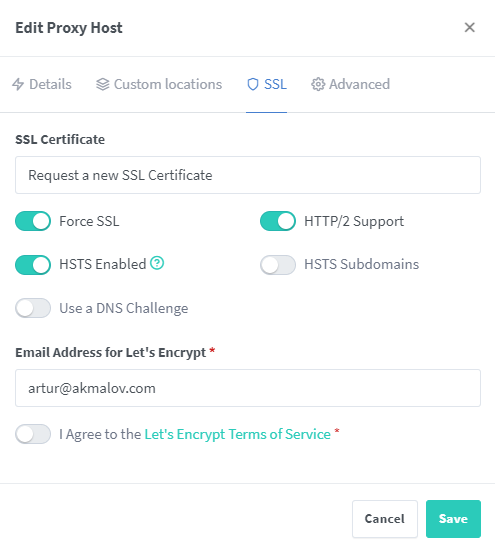 Edit Proxy Host
Details Custom locations SSL Advanced
SSL Certificate
Request a new SSL Certificate
Force SSL HTTP/2 Support
HSTS Enabled HSTS Subdomains
Use a DNS Challenge
Email Address for Let's Encrypt *
artur@akmalov.com
I Agree to the Let's Encrypt Terms of Service *
Cancel Save